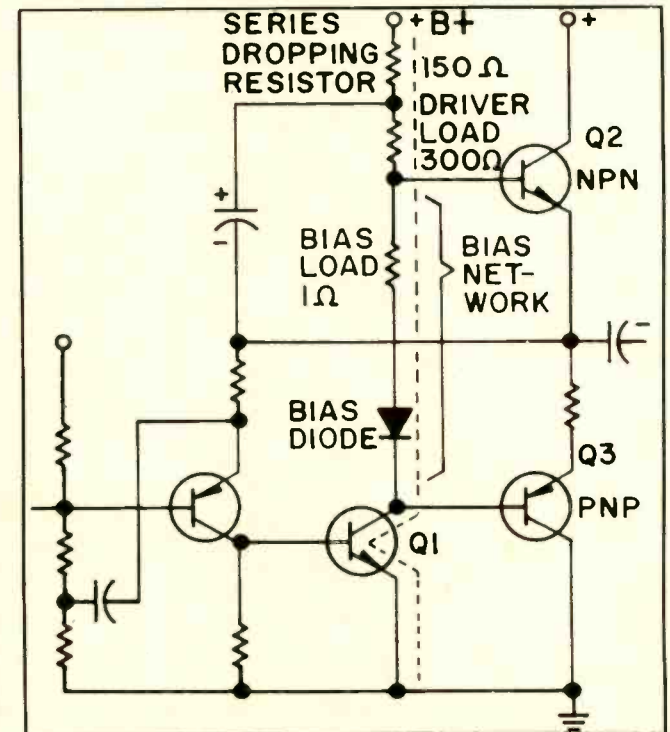 SERIES
DROPPING
RESISTOR
+B+
+
150Ω
DRIVER
LOAD
300Ω
Q2
NPN
+
-
BIAS
LOAD
1Ω
BIAS
NET-
WORK
-
BIAS
DIODE
Q3
PNP
Q1